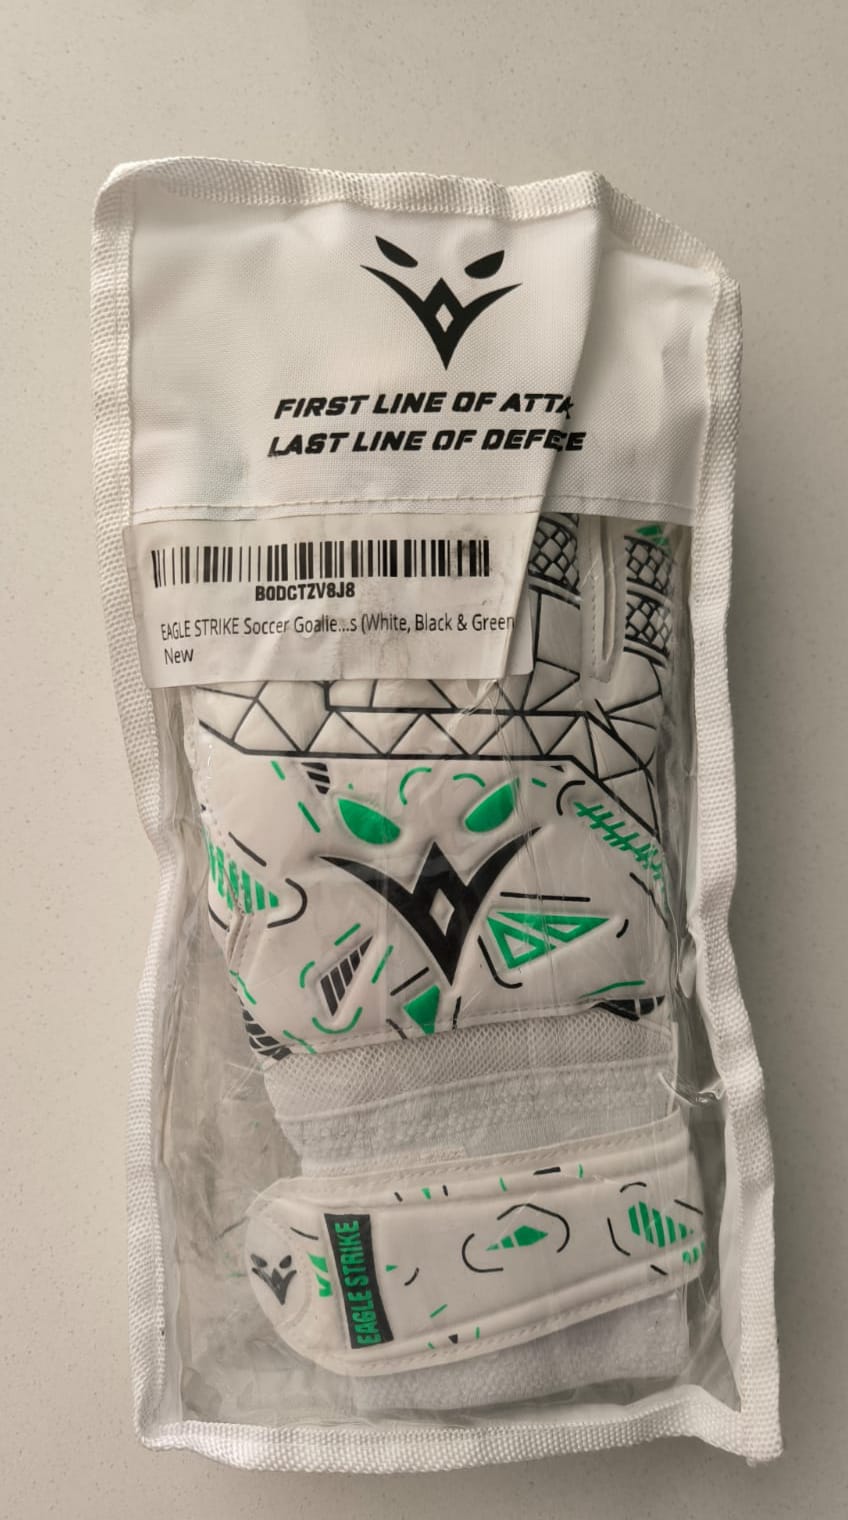 FIRST LINE OF ATTA
LAST LINE OF DEFE E
B0DCTZV8J8
EAGLE STRIKE Soccer Goalie...s (White, Black & Green
New
EAGLE STRIKE